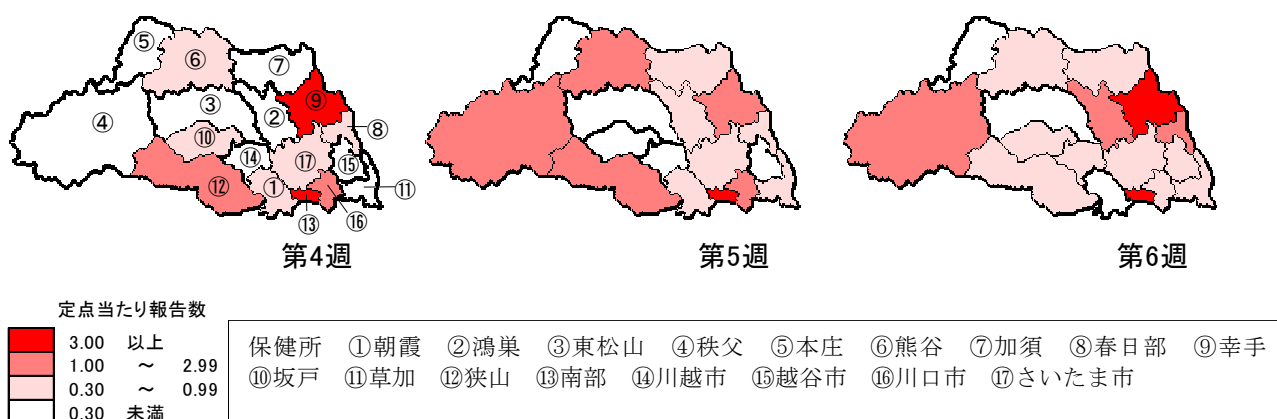 ⑤
⑥
⑦
③
②
⑨
④
⑧
⑩
⑭
⑰
⑮
⑫
①
⑪
⑬
⑯
第4週
第5週
第6週
定点当たり報告数
3.00 以上
1.00 ～ 2.99
0.30 ～ 0.99
0.30 未満
保健所 ①朝霞 ②鴻巣 ③東松山 ④秩父 ⑤本庄 ⑥熊谷 ⑦加須 ⑧春日部 ⑨幸手
⑩坂戸 ⑪草加 ⑫狭山 ⑬南部 ⑭川越市 ⑮越谷市 ⑯川口市 ⑰さいたま市